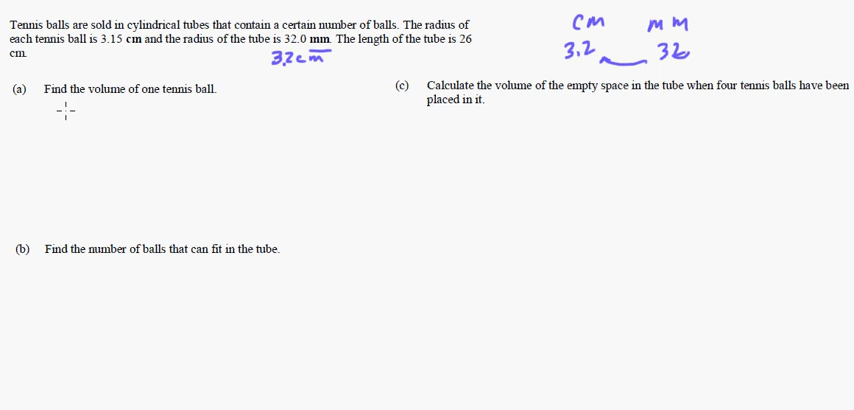 Tennis balls are sold in cylindrical tubes that contain a certain number of balls. The radius of
each tennis ball is 3.15 cm and the radius of the tube is 32.0 mm. The length of the tube is 26
cm.
3.2 cm
CM MM
3.2 32
(a) Find the volume of one tennis ball.
(b) Find the number of balls that can fit in the tube.
(c) Calculate the volume of the empty space in the tube when four tennis balls have been
placed in it.